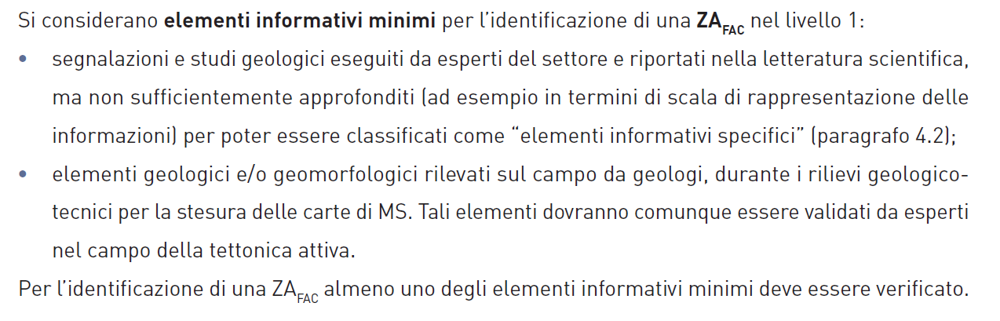 Si considerano elementi informativi minimi per l’identificazione di una ZAFAC nel livello 1:
• segnalazioni e studi geologici eseguiti da esperti del settore e riportati nella letteratura scientifica,
ma non sufficientemente approfonditi (ad esempio in termini di scala di rappresentazione delle
informazioni) per poter essere classificati come “elementi informativi specifici” (paragrafo 4.2);
• elementi geologici e/o geomorfologici rilevati sul campo da geologi, durante i rilievi geologico-
tecnici per la stesura delle carte di MS. Tali elementi dovranno comunque essere validati da esperti
nel campo della tettonica attiva.
Per l’identificazione di una ZAFAC almeno uno degli elementi informativi minimi deve essere verificato.